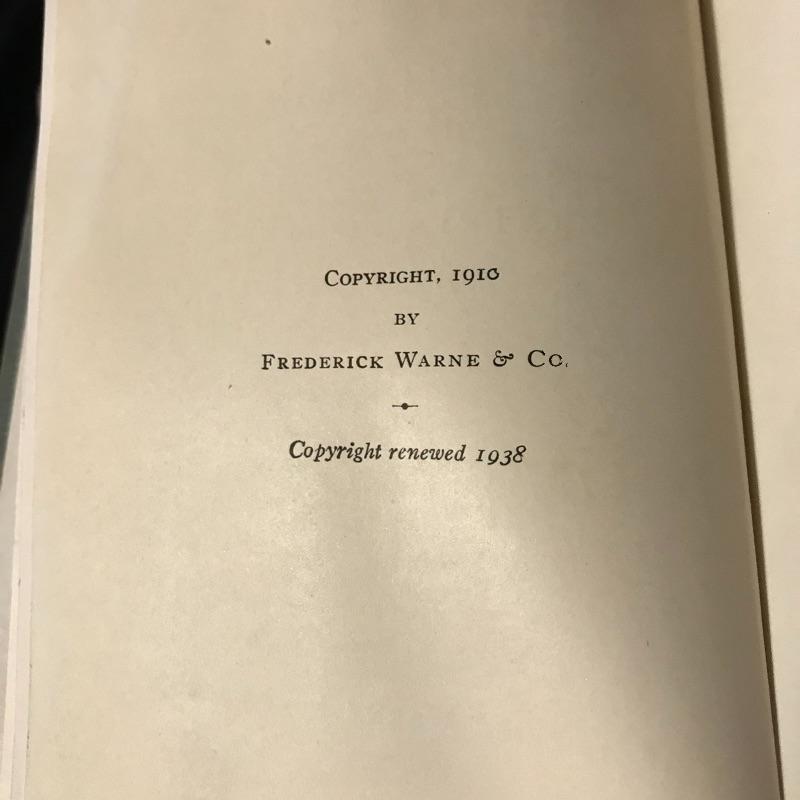 COPYRIGHT, 1910
BY
FREDERICK WARNE & Co.
Copyright renewed 1938